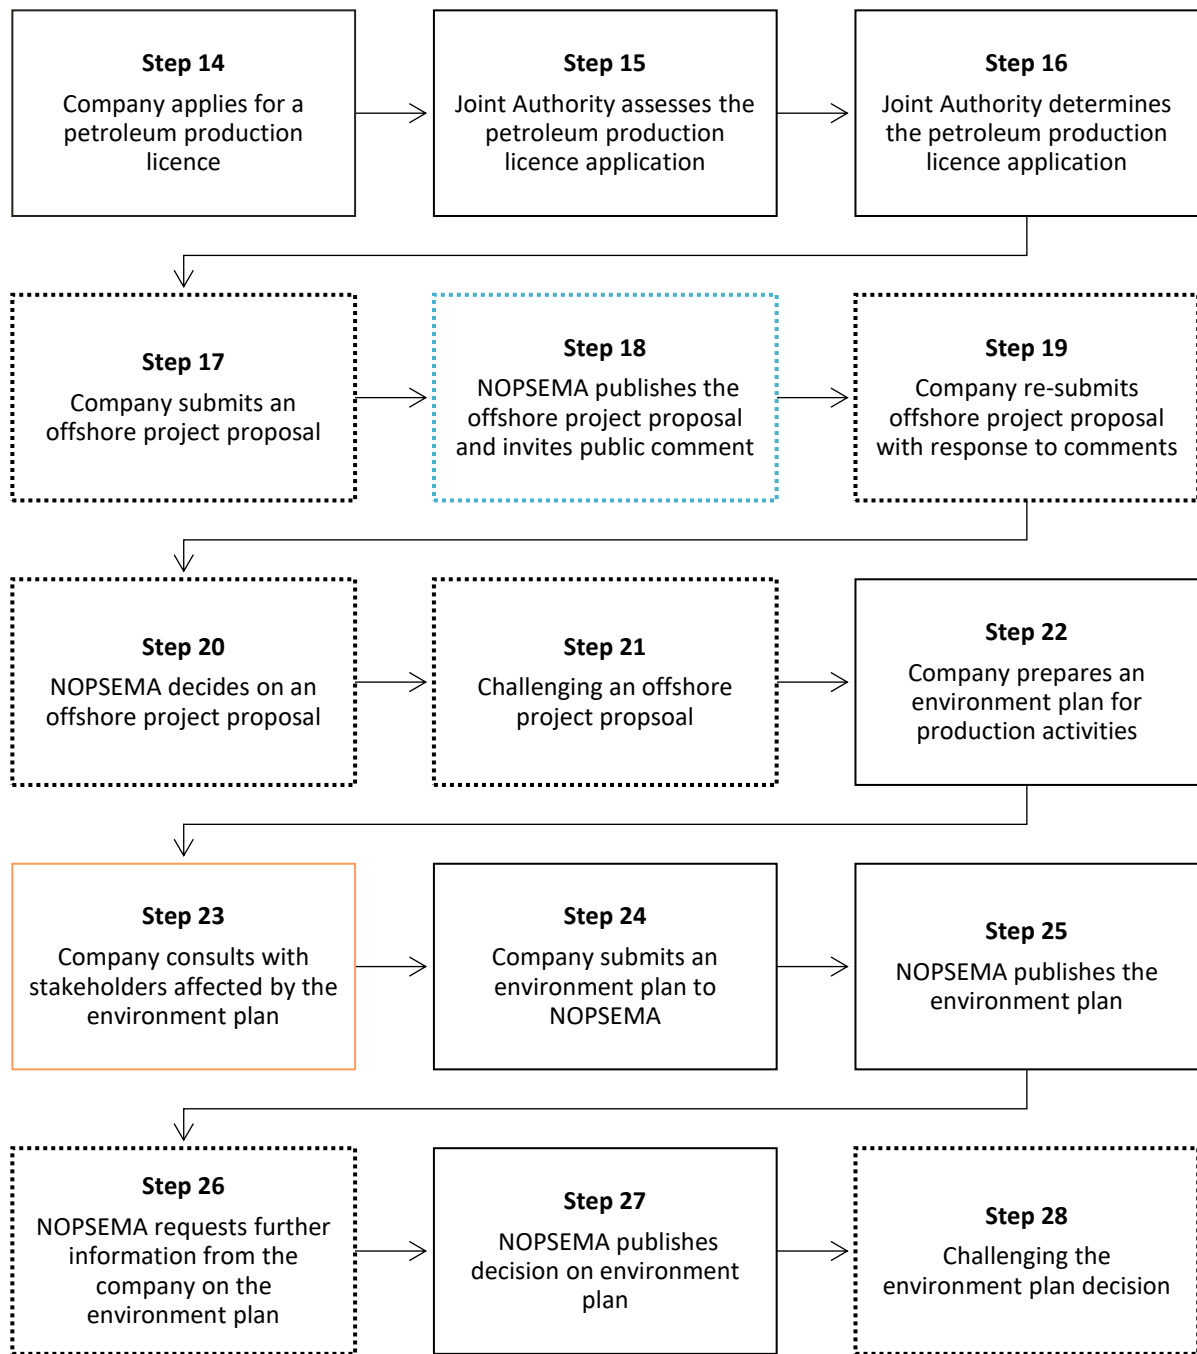 Step 14
Company applies for a
petroleum production
licence
Step 15
Joint Authority assesses the
petroleum production
licence application
Step 16
Joint Authority determines
the petroleum production
licence application
Step 17
Company submits an
offshore project proposal
Step 18
NOPSEMA publishes the
offshore project proposal
and invites public comment
Step 19
Company re-submits
offshore project proposal
with response to comments
Step 20
NOPSEMA decides on an
offshore project proposal
Step 21
Challenging an offshore
project propsoal
Step 22
Company prepares an
environment plan for
production activities
Step 23
Company consults with
stakeholders affected by the
environment plan
Step 24
Company submits an
environment plan to
NOPSEMA
Step 25
NOPSEMA publishes the
environment plan
Step 26
NOPSEMA requests further
information from the
company on the
environment plan
Step 27
NOPSEMA publishes
decision on environment
plan
Step 28
Challenging the
environment plan decision